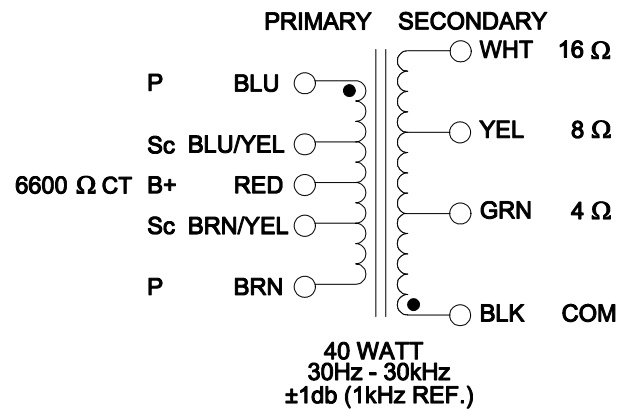 PRIMARY SECONDARY
WHT 16 Ω
P BLU
YEL 8 Ω
Sc BLU/YEL
6600 Ω CT B+ RED
GRN 4 Ω
Sc BRN/YEL
P BRN
BLK COM
40 WATT
30Hz - 30kHz
±1db (1kHz REF.)